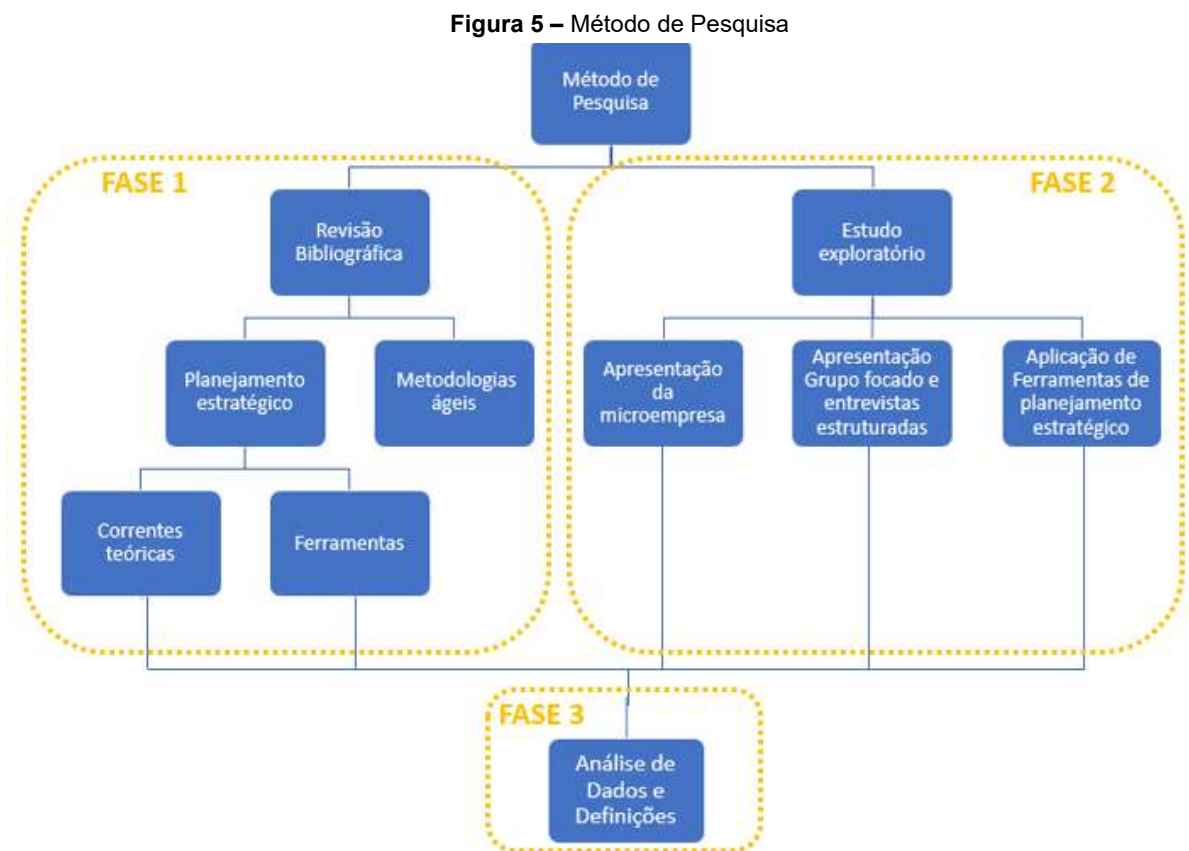 Figura 5 – Método de Pesquisa
Método de
Pesquisa
FASE 1
FASE 2
Revisão
Bibliográfica
Estudo
exploratório
Planejamento
estratégico
Metodologias
ágeis
Apresentação
da
microempresa
Apresentação
Grupo focado e
entrevistas
estruturadas
Aplicação de
Ferramentas de
planejamento
estratégico
Correntes
teóricas
Ferramentas
FASE 3
Análise de
Dados e
Definições